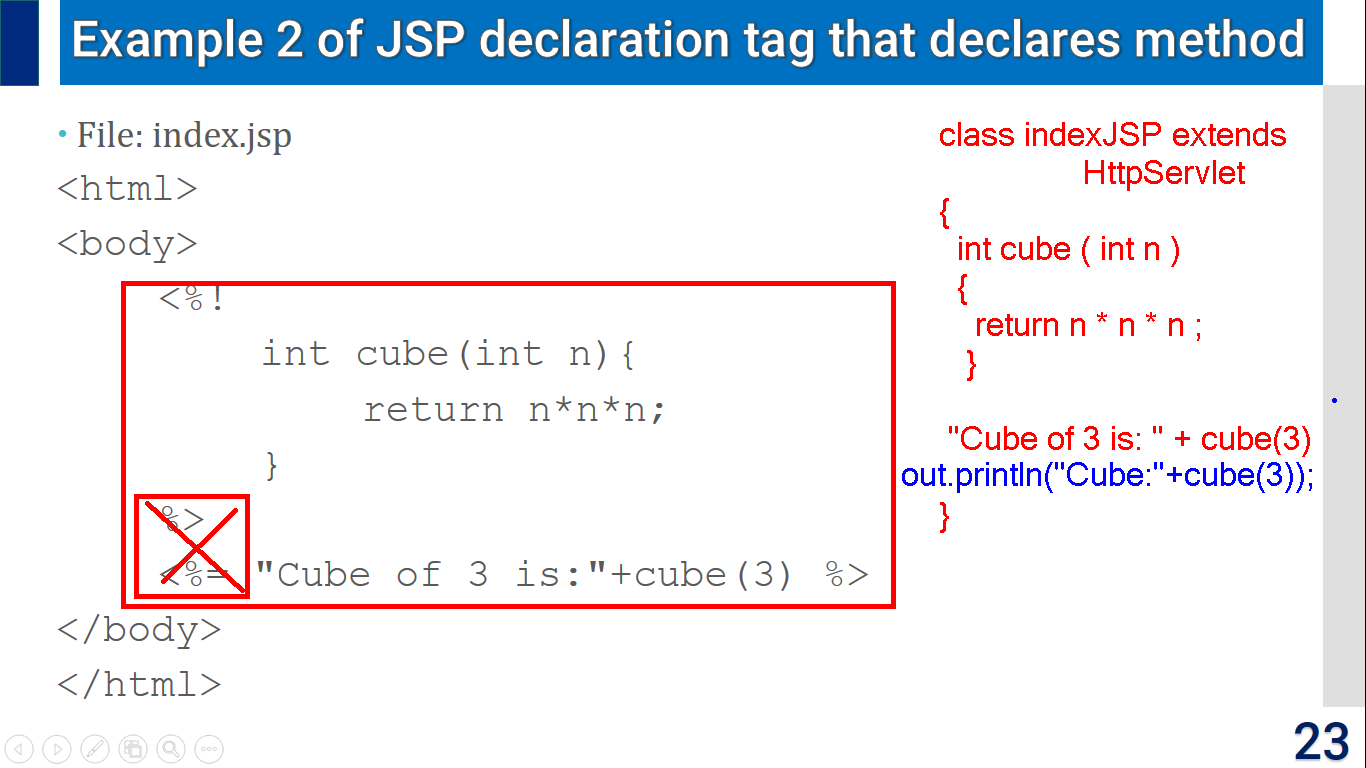 Example 2 of JSP declaration tag that declares method
• File: index.jsp
<html>
<body>
<%!
int cube(int n){
return n*n*n;
}
%>
<%= "Cube of 3 is:"+cube(3) %>
</body>
</html>
class indexJSP extends
HttpServlet
{
int cube ( int n )
{
return n * n * n ;
}
"Cube of 3 is: " + cube(3)
out.println("Cube:"+cube(3));
}
23